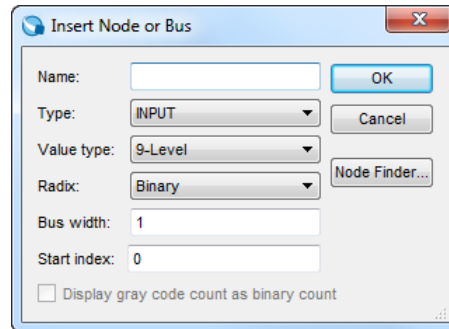 Insert Node or Bus
Name:
OK
Type: INPUT
Cancel
Value type: 9-Level
Radix: Binary
Node Finder...
Bus width: 1
Start index: 0
Display gray code count as binary count